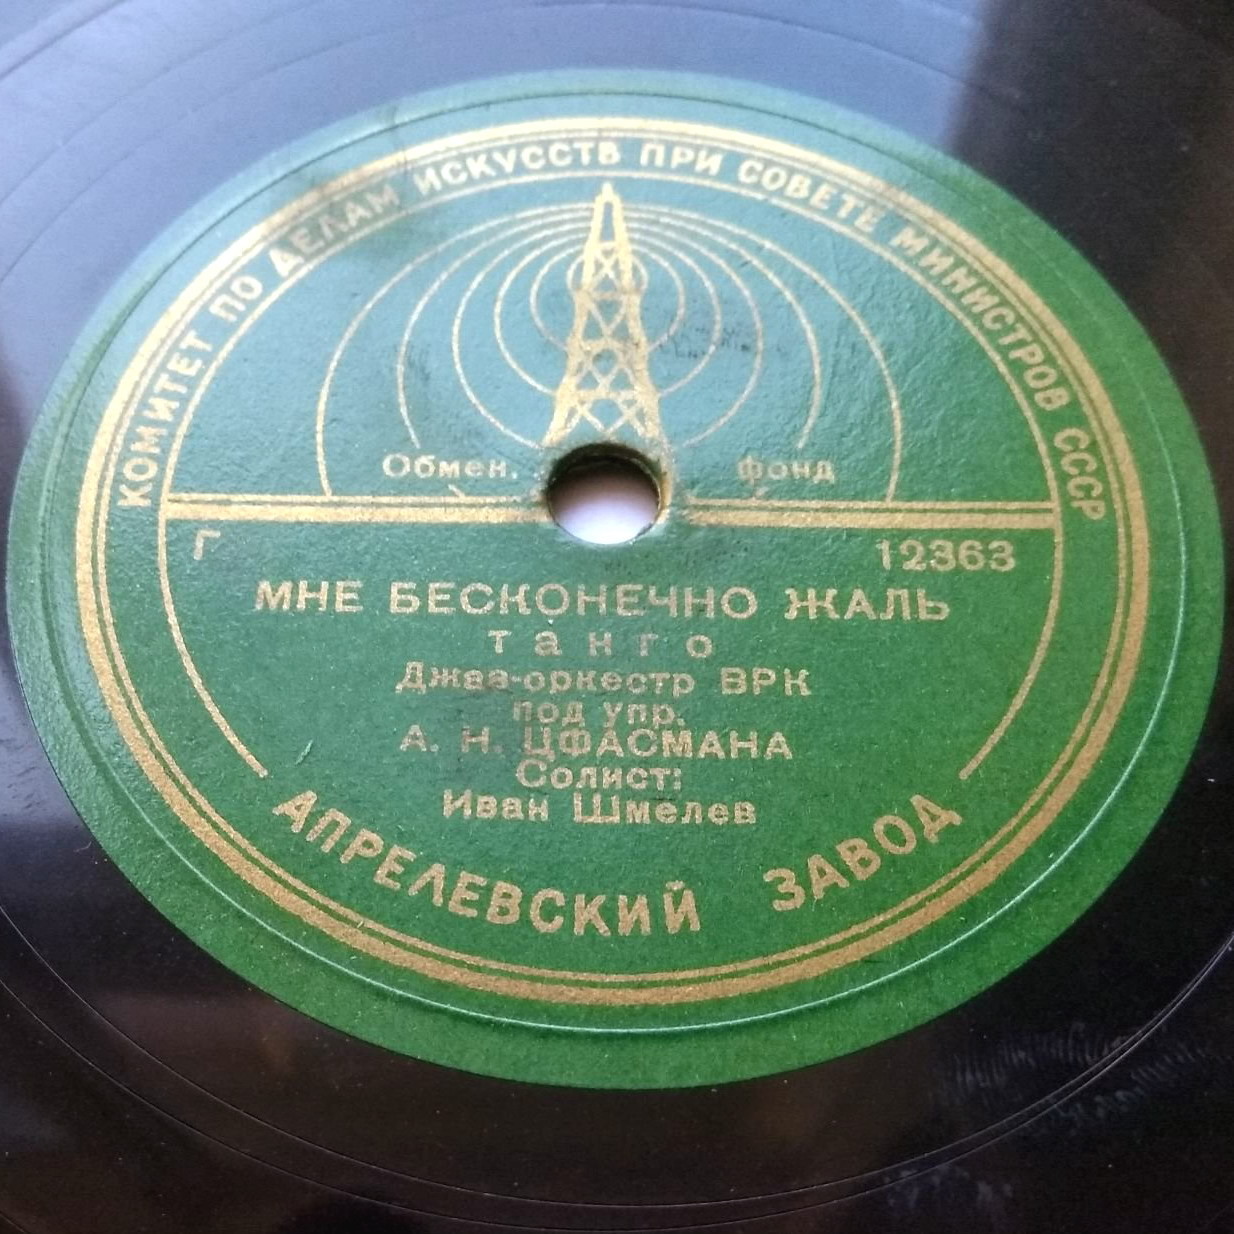 КОМИТЕТ ПО ДЕЛАМ ИСКУССТВ ПРИ СОВЕТЕ МИНИСТРОВ СССР
Обмен. фонд
Г 12363
МНЕ БЕСКОНЕЧНО ЖАЛЬ
танго
Джаз-оркестр ВРК
под упр.
А. Н. ЦФАСМАНА
Солист:
Иван Шмелев
АПРЕЛЕВСКИЙ ЗАВОД